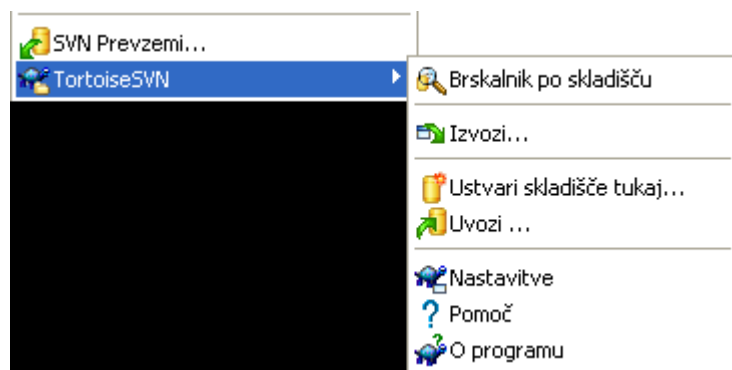 SVN Prevzemi...
TortoiseSVN
Brskalnik po skladišču
Izvozi...
Ustvari skladišče tukaj...
Uvozi ...
Nastavitve
Pomoč
O programu